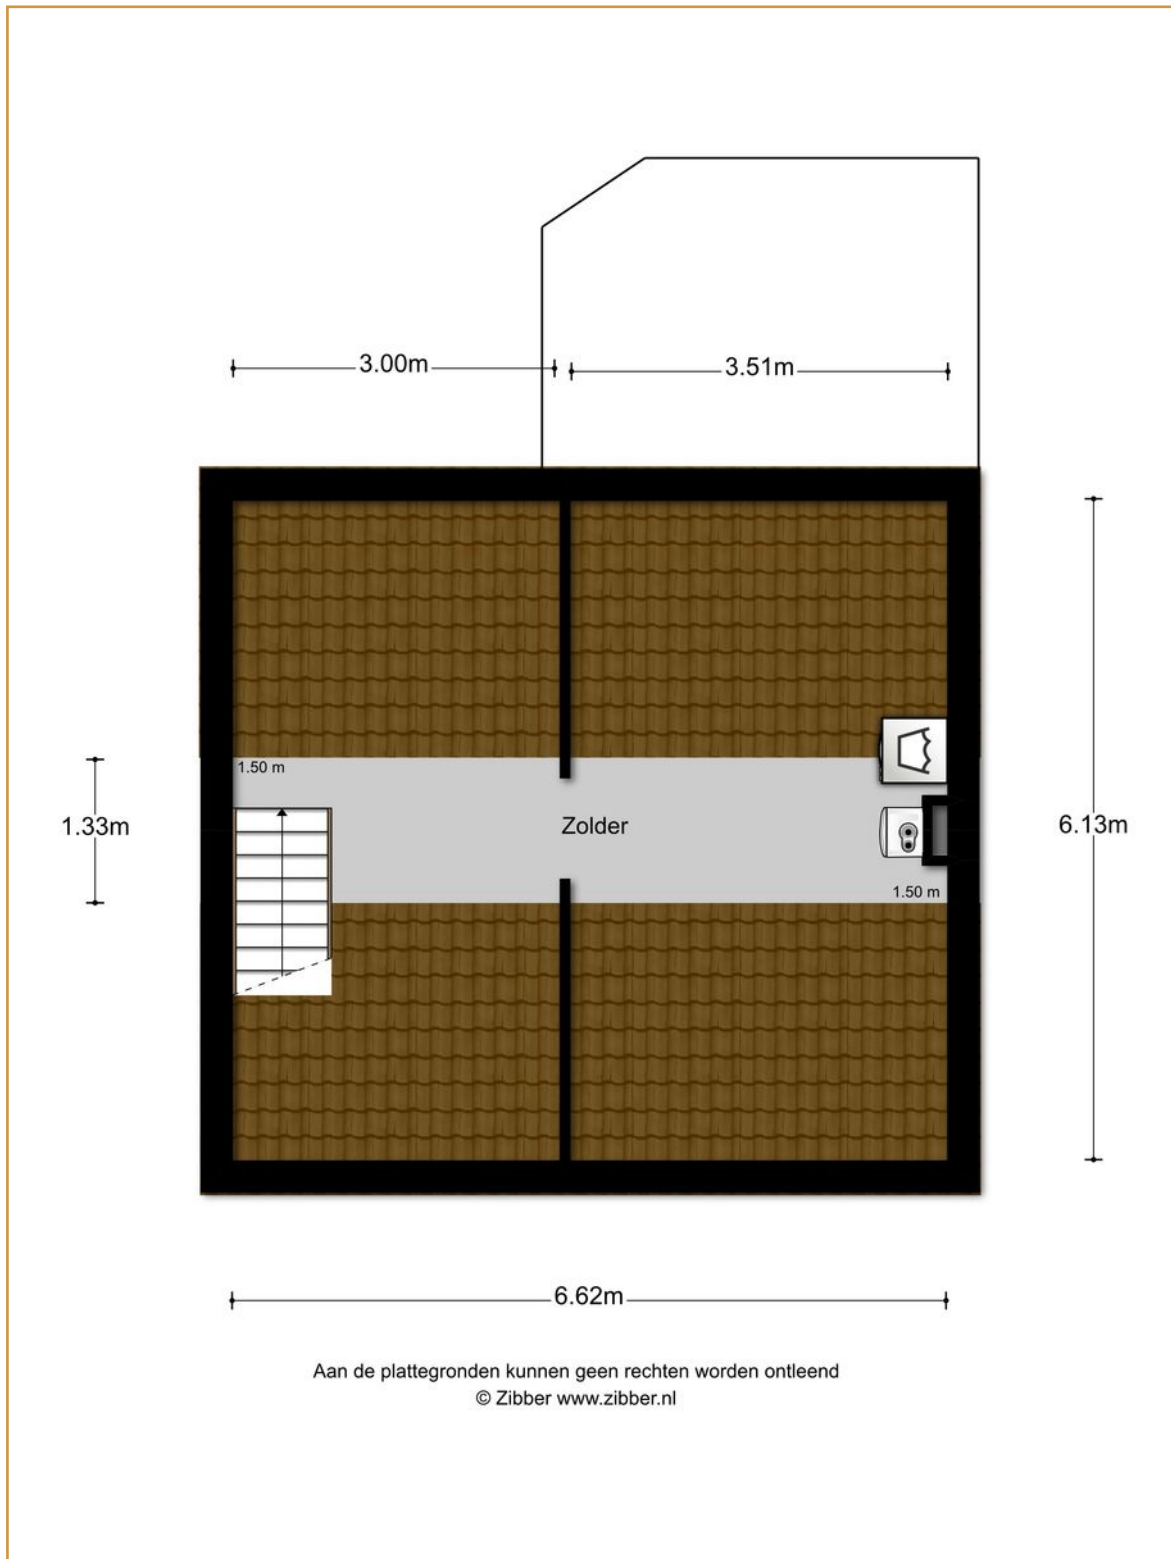 3.00m
3.51m
1.50 m
1.33m
Zolder
6.13m
1.50 m
6.62m
Aan de plattegronden kunnen geen rechten worden ontleend
© Zibber www.zibber.nl